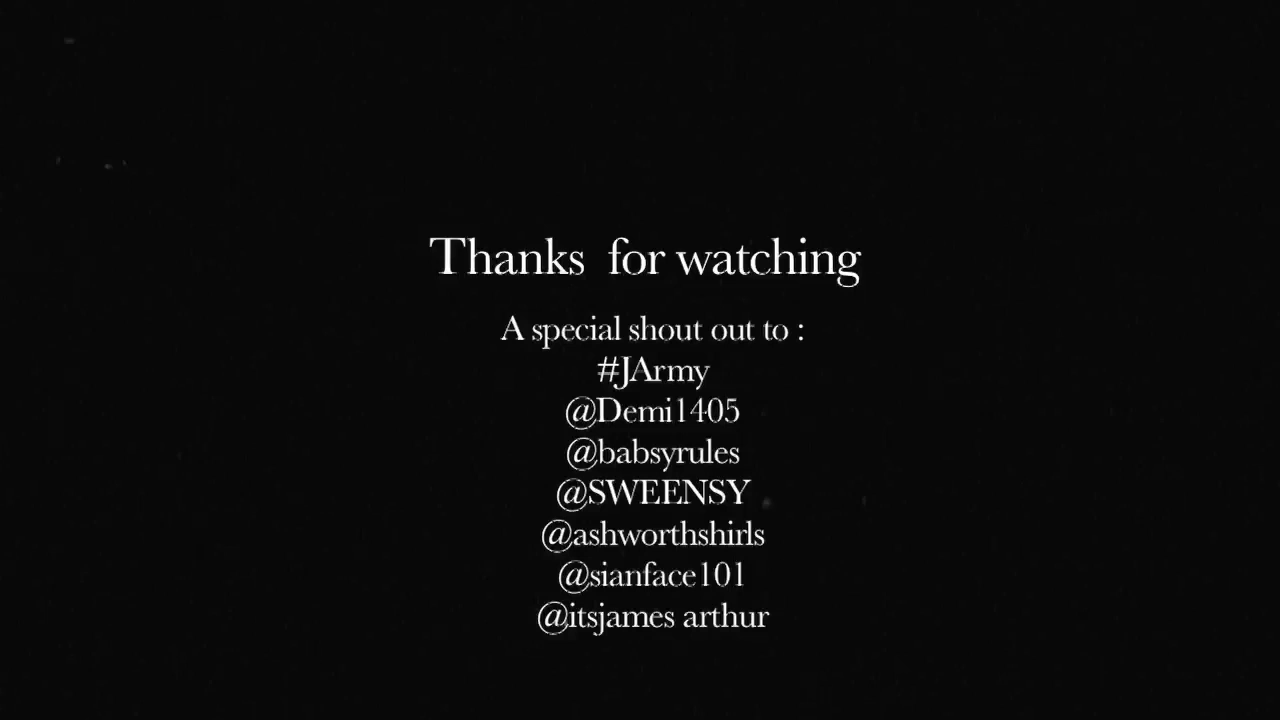 Thanks  for watching
A special shout out to :
#JArmy
@Demi1405
@babsyrules
@SWEENSY
@ashworthshirls
@sianface101
@itsjames arthur